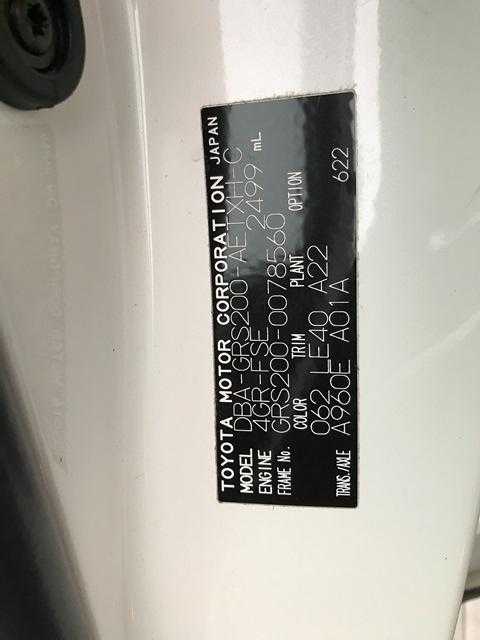 TOYOTA MOTOR CORPORATION JAPAN
MODEL DBA-GRS200-AETXH-C
ENGINE 4GR-FSE 2499 mL
FRAME No. GRS200-0078560
COLOR TRIM PLANT OPTION
062 LE40 A22
TRANS./AXLE A960E A01A 622